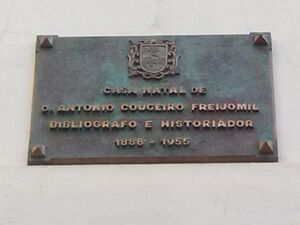 CASA NATAL DE
D. ANTONIO COUCEIRO FREIJOMIL
BIBLIOGRAFO E HISTORIADOR
1888 - 1955